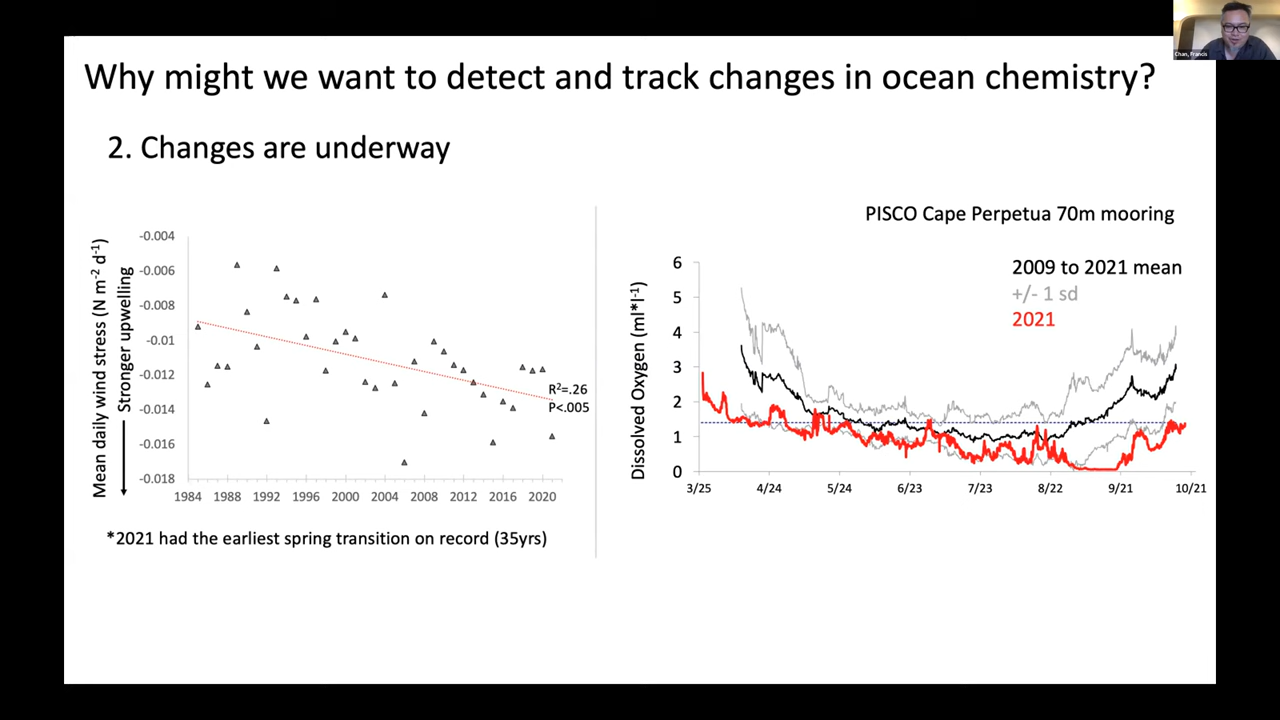 Chan, Francis
Why might we want to detect and track changes in ocean chemistry?
2. Changes are underway
Mean daily wind stress (N m⁻² d⁻¹)
Stronger upwelling
-0.004
-0.006
-0.008
-0.01
-0.012
-0.014
-0.016
-0.018
1984 1988 1992 1996 2000 2004 2008 2012 2016 2020
R²=.26
P<.005
*2021 had the earliest spring transition on record (35yrs)
PISCO Cape Perpetua 70m mooring
2009 to 2021 mean
+/- 1 sd
2021
Dissolved Oxygen (ml*l⁻¹)
6
5
4
3
2
1
0
3/25 4/24 5/24 6/23 7/23 8/22 9/21 10/21